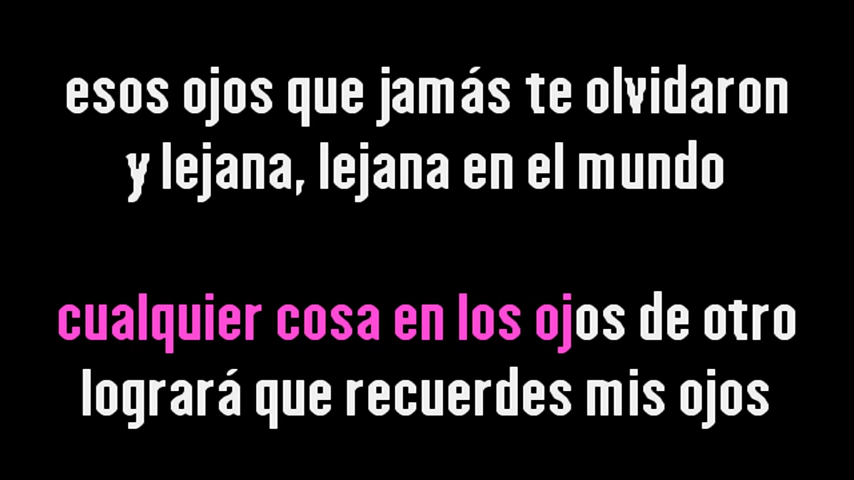 esos ojos que jamás te olvidaron
y lejana, lejana en el mundo
cualquier cosa en los ojos de otro
logrará que recuerdes mis ojos